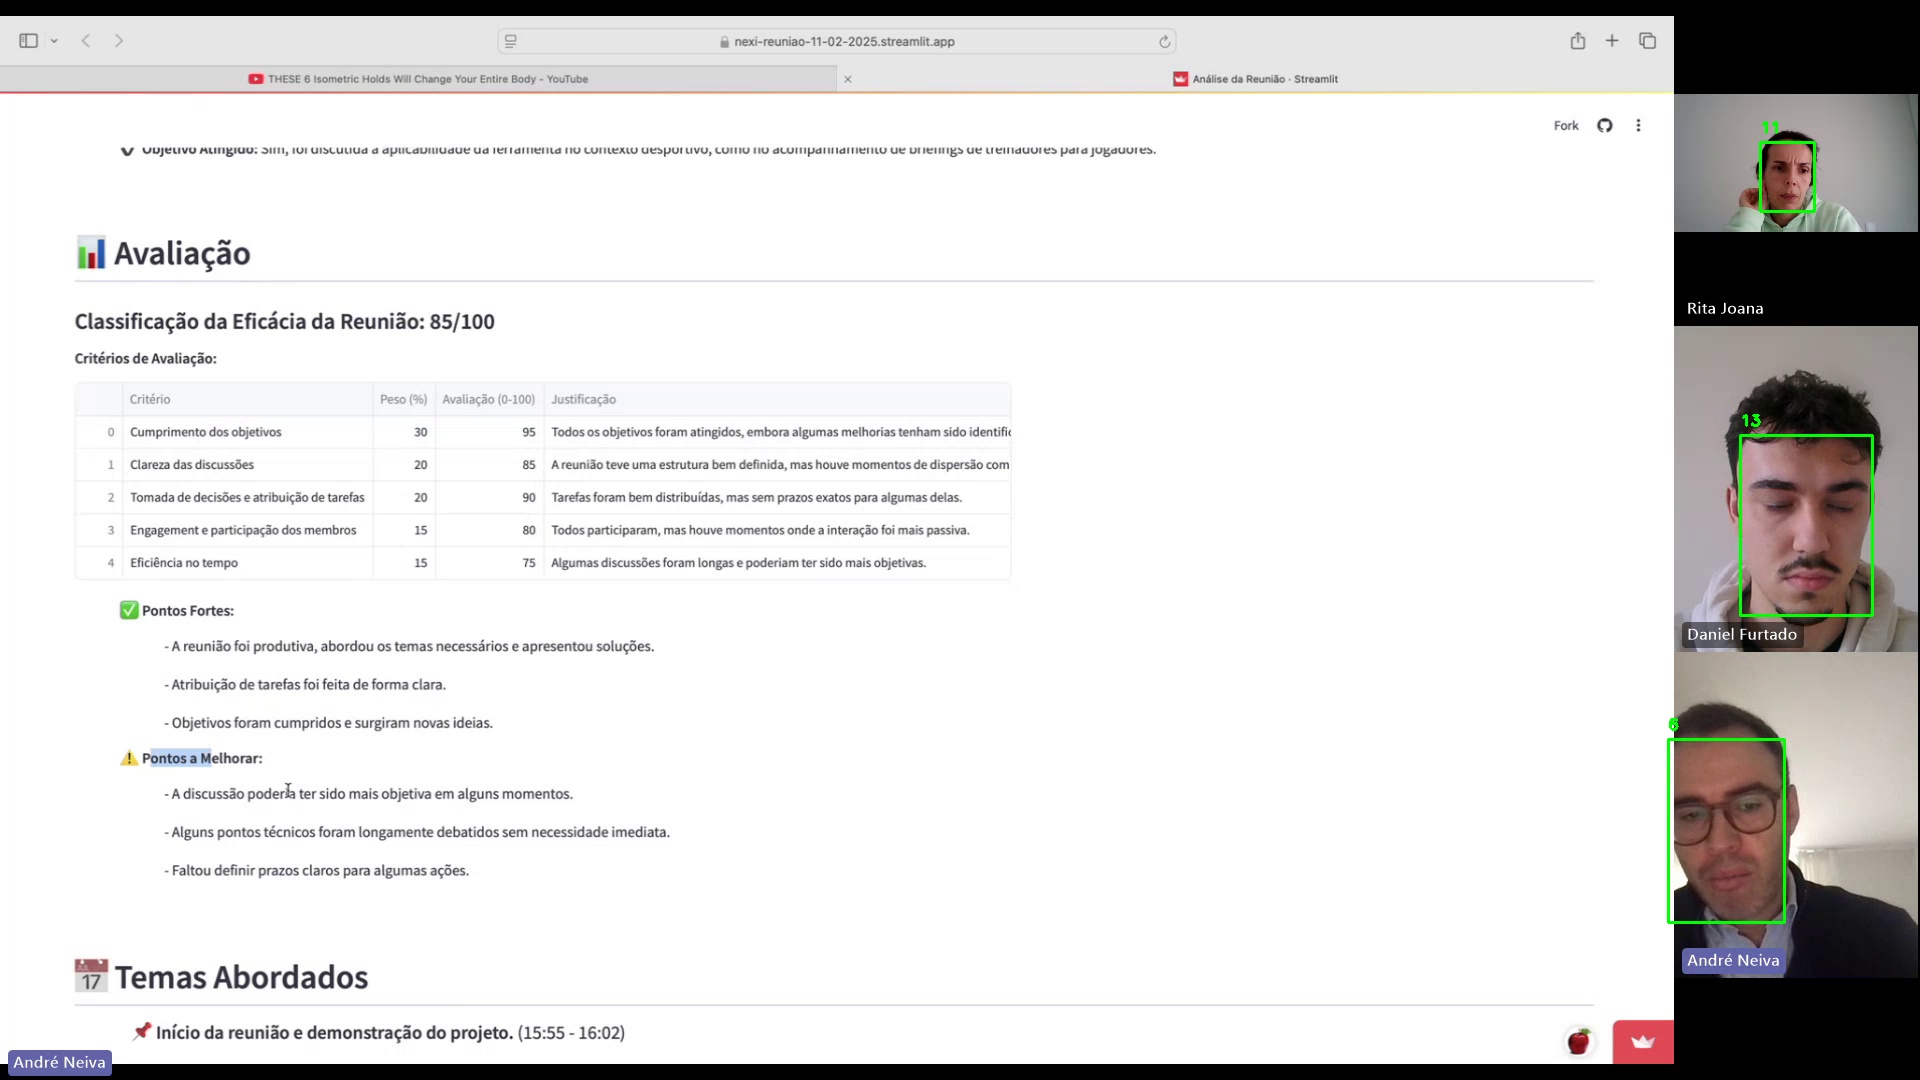 nexi-reuniao-11-02-2025.streamlit.app
THESE 6 Isometric Holds Will Change Your Entire Body - YouTube
Análise da Reunião · Streamlit
Fork
Objetivo Atingido: Sim, foi discutida a aplicabilidade da ferramenta no contexto desportivo, como no acompanhamento de briefings de treinadores para jogadores.
Avaliação
Classificação da Eficácia da Reunião: 85/100
Critérios de Avaliação:
Critério Peso (%) Avaliação (0-100) Justificação
0 Cumprimento dos objetivos 30 95 Todos os objetivos foram atingidos, embora algumas melhorias tenham sido identific
1 Clareza das discussões 20 85 A reunião teve uma estrutura bem definida, mas houve momentos de dispersão com
2 Tomada de decisões e atribuição de tarefas 20 90 Tarefas foram bem distribuídas, mas sem prazos exatos para algumas delas.
3 Engagement e participação dos membros 15 80 Todos participaram, mas houve momentos onde a interação foi mais passiva.
4 Eficiência no tempo 15 75 Algumas discussões foram longas e poderiam ter sido mais objetivas.
Pontos Fortes:
- A reunião foi produtiva, abordou os temas necessários e apresentou soluções.
- Atribuição de tarefas foi feita de forma clara.
- Objetivos foram cumpridos e surgiram novas ideias.
Pontos a Melhorar:
- A discussão poderia ter sido mais objetiva em alguns momentos.
- Alguns pontos técnicos foram longamente debatidos sem necessidade imediata.
- Faltou definir prazos claros para algumas ações.
17 Temas Abordados
Início da reunião e demonstração do projeto. (15:55 - 16:02)
André Neiva
11
Rita Joana
13
Daniel Furtado
6
André Neiva